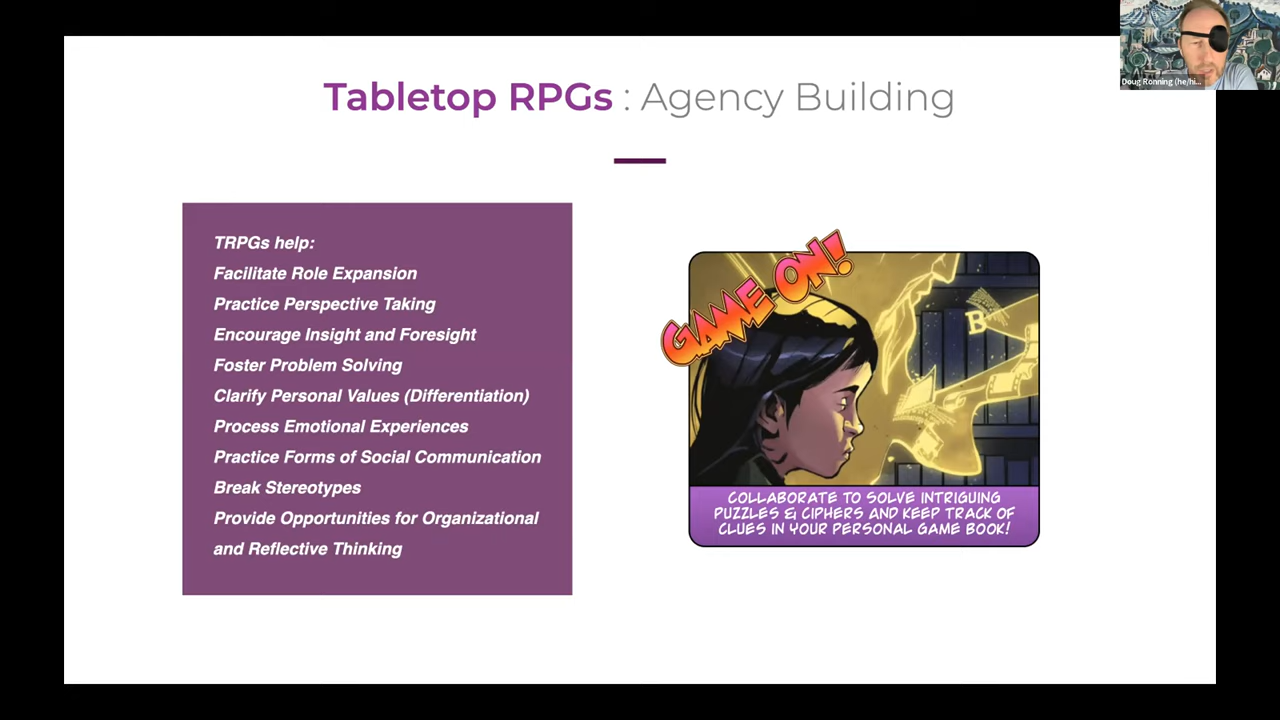 Doug Ronning (he/hi...
Tabletop RPGs : Agency Building
TRPGs help:
Facilitate Role Expansion
Practice Perspective Taking
Encourage Insight and Foresight
Foster Problem Solving
Clarify Personal Values (Differentiation)
Process Emotional Experiences
Practice Forms of Social Communication
Break Stereotypes
Provide Opportunities for Organizational
and Reflective Thinking
GAME ON!
B
COLLABORATE TO SOLVE INTRIGUING
PUZZLES & CIPHERS AND KEEP TRACK OF
CLUES IN YOUR PERSONAL GAME BOOK!